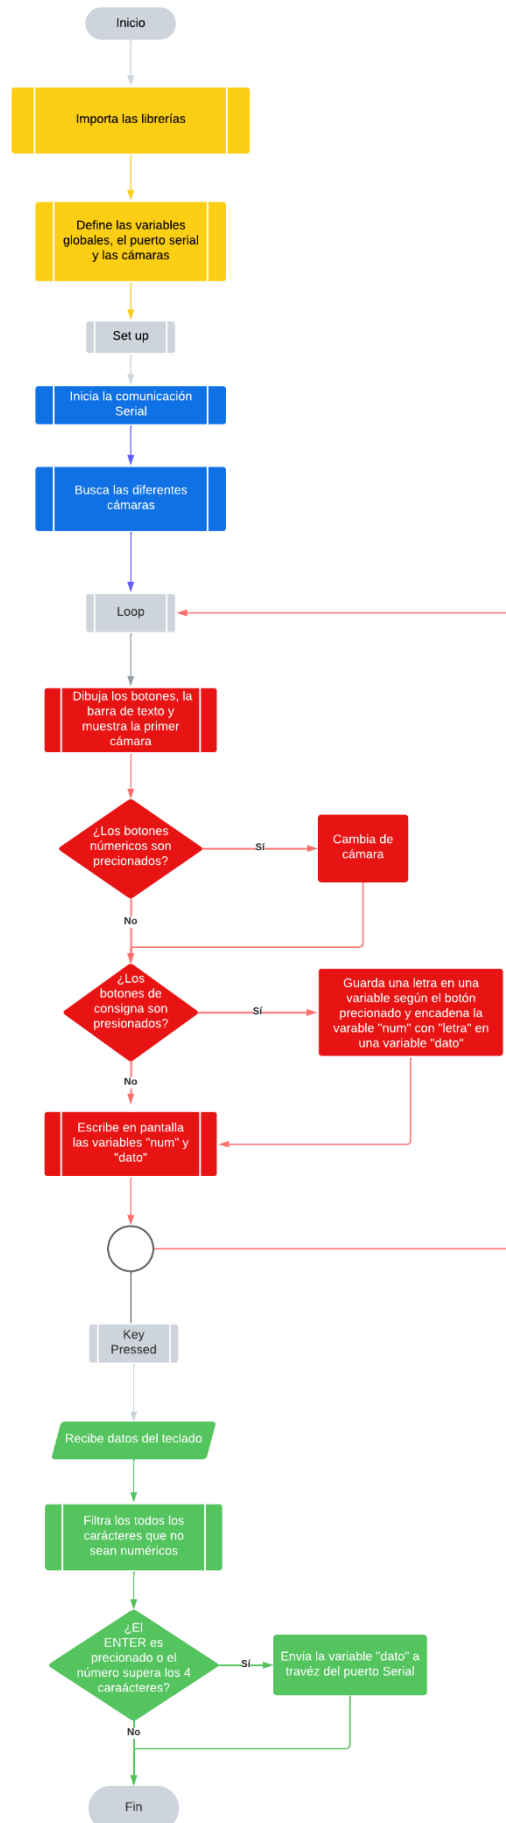 Inicio
Importa las librerías
Define las variables
globales, el puerto serial
y las cámaras
Set up
Inicia la comunicación
Serial
Busca las diferentes
cámaras
Loop
Dibuja los botones, la
barra de texto y
muestra la primer
cámara
¿Los botones
númericos son
precionados?
Sí
Cambia de
cámara
No
¿Los
botones de
consigna son
presionados?
Sí
Guarda una letra en una
variable según el botón
precionado y encadena la
varable "num" con "letra" en
una variable "dato"
No
Escribe en pantalla
las variables "num" y
"dato"
Key
Pressed
Recibe datos del teclado
Filtra los todos los
carácteres que no
sean numéricos
¿El
ENTER es
precionado o el
número supera los 4
caraácteres?
Sí
Envia la variable "dato" a
travéz del puerto Serial
No
Fin